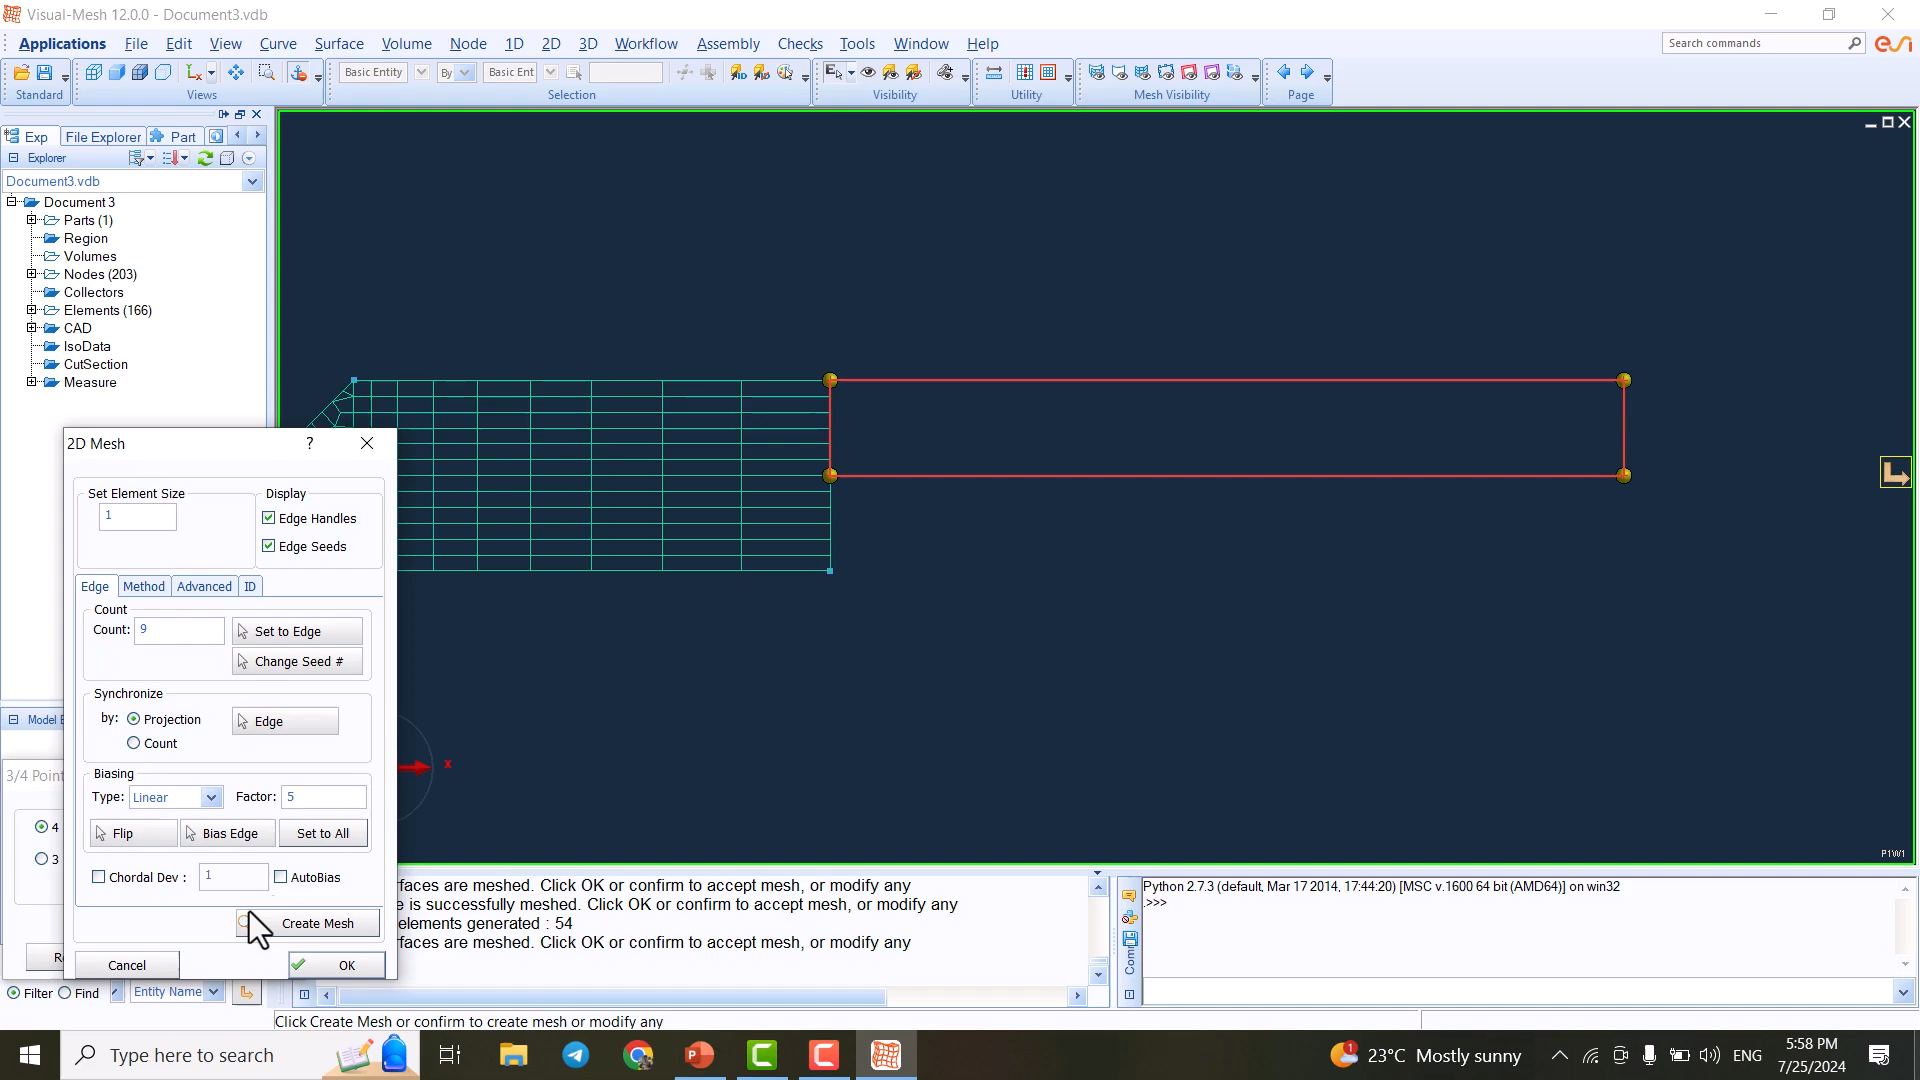 Visual-Mesh 12.0.0 - Document3.vdb
Applications File Edit View Curve Surface Volume Node 1D 2D 3D Workflow Assembly Checks Tools Window Help
Search commands
esi
Basic Entity By Basic Ent
Standard Views Selection Visibility Utility Mesh Visibility Page
Exp File Explorer Part
Explorer
Document3.vdb
Document 3
Parts (1)
Region
Volumes
Nodes (203)
Collectors
Elements (166)
CAD
IsoData
CutSection
Measure
2D Mesh ?
Set Element Size
1
Display
Edge Handles
Edge Seeds
Edge Method Advanced ID
Count
Count: 9 Set to Edge
Change Seed #
Synchronize
by: Projection Edge
Count
Biasing
Type: Linear Factor: 5
Flip Bias Edge Set to All
Chordal Dev : 1 AutoBias
Create Mesh
Cancel OK
3/4 Point
4
3
x
P1W1
faces are meshed. Click OK or confirm to accept mesh, or modify any
e is successfully meshed. Click OK or confirm to accept mesh, or modify any
elements generated : 54
faces are meshed. Click OK or confirm to accept mesh, or modify any
Python 2.7.3 (default, Mar 17 2014, 17:44:20) [MSC v.1600 64 bit (AMD64)] on win32
.>>>
Filter Find Entity Name
Click Create Mesh or confirm to create mesh or modify any
Type here to search
23°C Mostly sunny
ENG
5:58 PM
7/25/2024